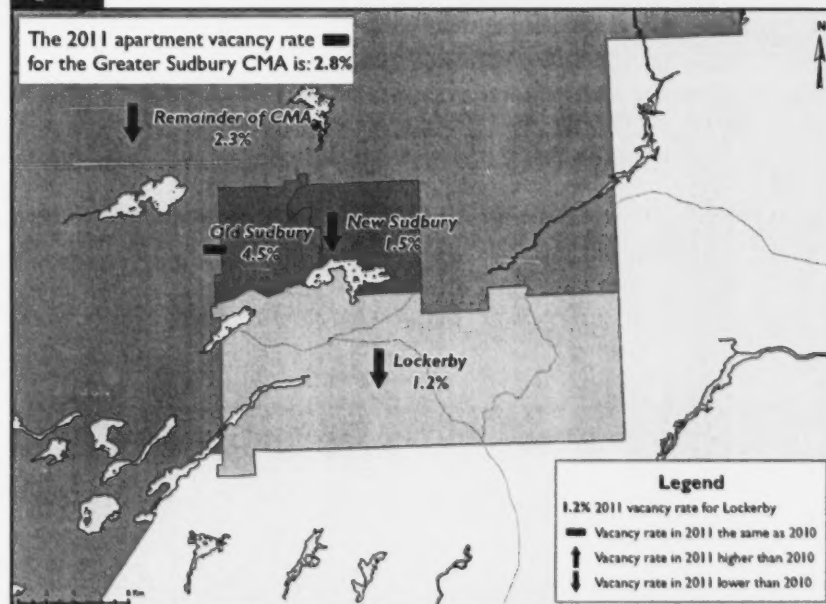 The 2011 apartment vacancy rate
for the Greater Sudbury CMA is: 2.8%
N
Remainder of CMA
2.3%
Old Sudbury
4.5%
New Sudbury
1.5%
Lockerby
1.2%
Legend
1.2% 2011 vacancy rate for Lockerby
Vacancy rate in 2011 the same as 2010
Vacancy rate in 2011 higher than 2010
Vacancy rate in 2011 lower than 2010